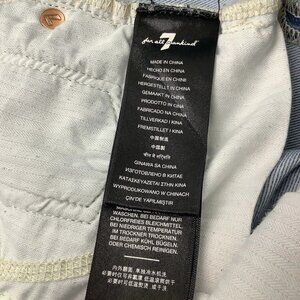 7
for all mankind
MADE IN CHINA
HECHO EN CHINA
FABRIQUÉ EN CHINE
HERGESTELLT IN CHINA
GEMAAKT IN CHINA
PRODOTTO IN CINA
FABRICADO NA CHINA
TILLVERKAD I KINA
FREMSTILLET I KINA
中国制造
中國製造
चीन में निर्मित
GINAWA SA CHINA
ИЗГОТОВЛЕНО В КИТАЕ
ΚΑΤΑΣΚΕΥΑΖΕΤΑΙ ΣΤΗΝ ΚΙΝΑ
WYPRODUKOWANO W CHINACH
ÇİN'DE YAPILMIŞTIR
WASCHEN. BEI BEDARF NUR
CHLORFREIES BLEICHMITTEL
BEI NIEDRIGER TEMPERATUR
IM TROCKNER TROCKNEN.
BEI BEDARF KÜHL BÜGELN
ODER CHEMISCH REINIGEN.